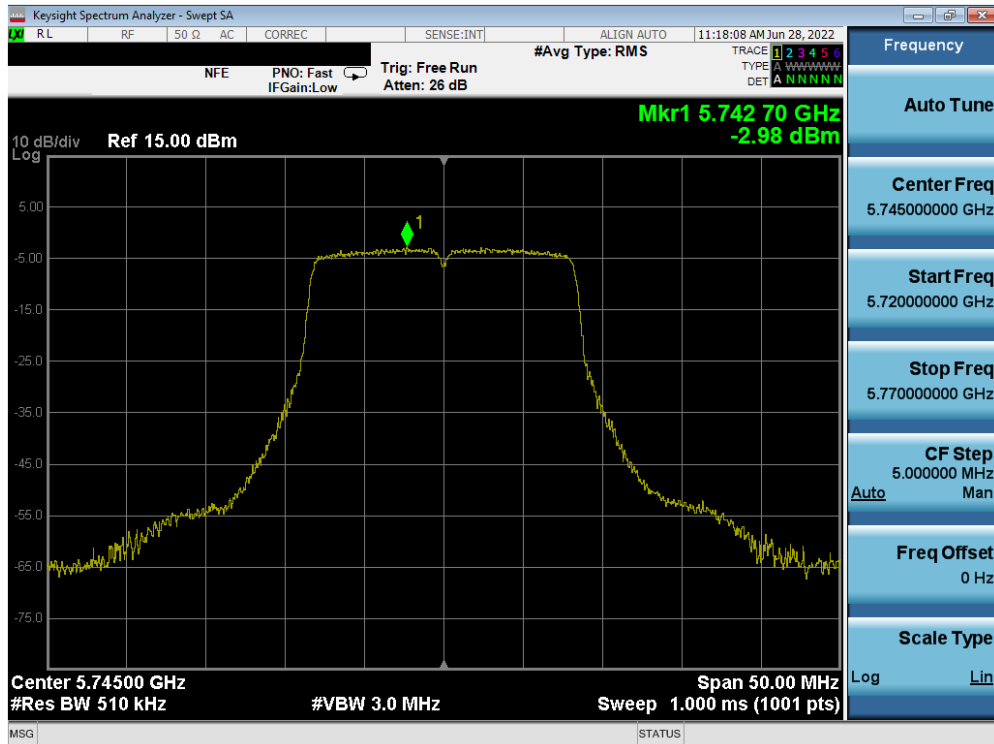 Keysight Spectrum Analyzer - Swept SA
LXI RL RF 50 Ω AC CORREC SENSE:INT ALIGN AUTO 11:18:08 AM Jun 28, 2022
#Avg Type: RMS TRACE 1 2 3 4 5 6
NFE PNO: Fast Trig: Free Run TYPE A WWWWW
IFGain:Low Atten: 26 dB DET A N N N N N
Mkr1 5.742 70 GHz
10 dB/div Ref 15.00 dBm -2.98 dBm
Log
5.00
1
-5.00
-15.0
-25.0
-35.0
-45.0
-55.0
-65.0
-75.0
Center 5.74500 GHz Span 50.00 MHz
#Res BW 510 kHz #VBW 3.0 MHz Sweep 1.000 ms (1001 pts)
MSG STATUS
Frequency
Auto Tune
Center Freq
5.745000000 GHz
Start Freq
5.720000000 GHz
Stop Freq
5.770000000 GHz
CF Step
5.000000 MHz
Auto Man
Freq Offset
0 Hz
Scale Type
Log Lin